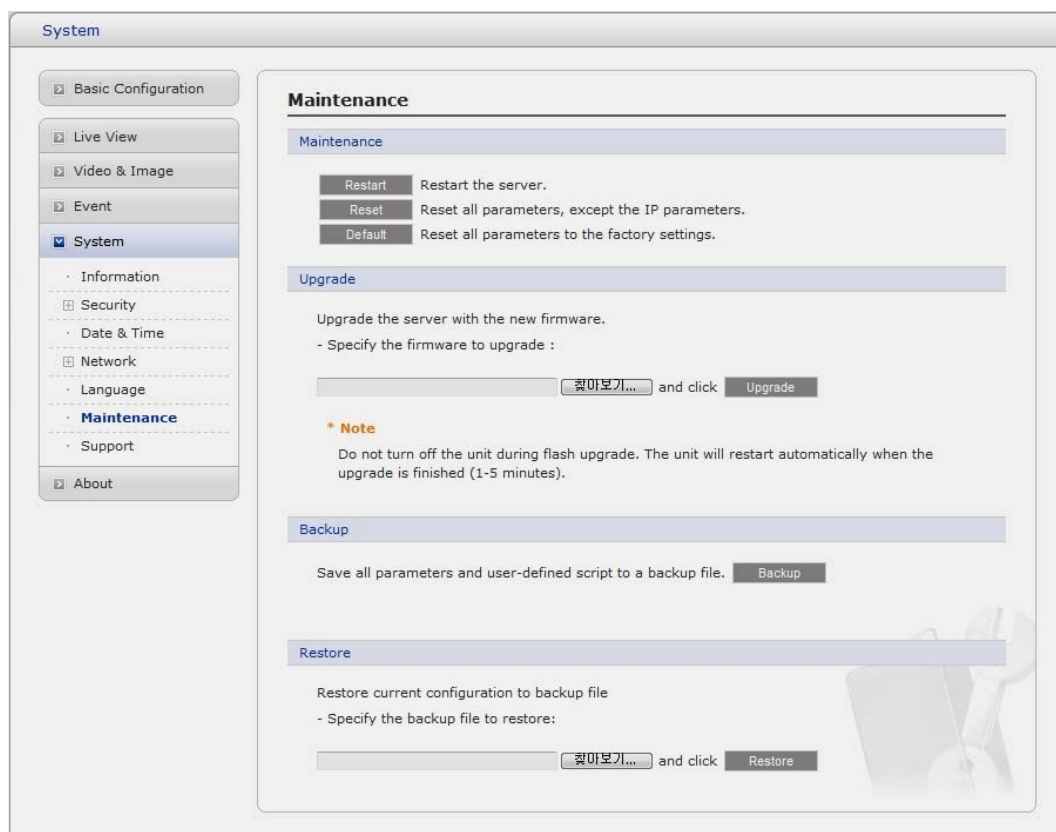 System
Basic Configuration
Live View
Video & Image
Event
System
· Information
Security
· Date & Time
Network
· Language
· Maintenance
· Support
About
Maintenance
Maintenance
Restart Restart the server.
Reset Reset all parameters, except the IP parameters.
Default Reset all parameters to the factory settings.
Upgrade
Upgrade the server with the new firmware.
- Specify the firmware to upgrade :
찾아보기... and click Upgrade
* Note
Do not turn off the unit during flash upgrade. The unit will restart automatically when the
upgrade is finished (1-5 minutes).
Backup
Save all parameters and user-defined script to a backup file. Backup
Restore
Restore current configuration to backup file
- Specify the backup file to restore:
찾아보기... and click Restore